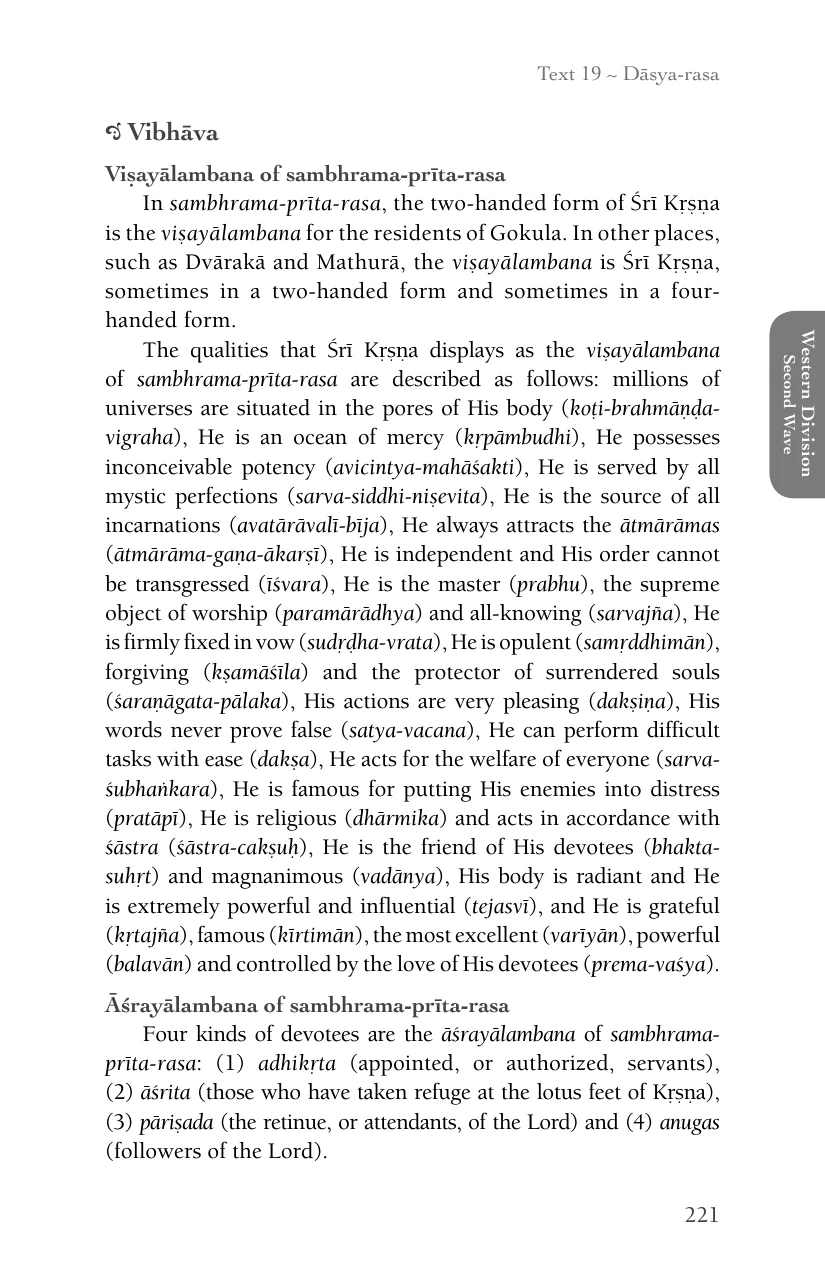 Text 19 ~ Dāsya-rasa
Vibhāva
Viṣayālambana of sambhrama-prīta-rasa
In sambhrama-prīta-rasa, the two-handed form of Śrī Kṛṣṇa
is the viṣayālambana for the residents of Gokula. In other places,
such as Dvārakā and Mathurā, the viṣayālambana is Śrī Kṛṣṇa,
sometimes in a two-handed form and sometimes in a four-
handed form.
The qualities that Śrī Kṛṣṇa displays as the viṣayālambana
of sambhrama-prīta-rasa are described as follows: millions of
universes are situated in the pores of His body (koṭi-brahmāṇḍa-
vigraha), He is an ocean of mercy (kṛpāmbudhi), He possesses
inconceivable potency (avicintya-mahāśakti), He is served by all
mystic perfections (sarva-siddhi-niṣevita), He is the source of all
incarnations (avatārāvalī-bīja), He always attracts the ātmārāmas
(ātmārāma-gaṇa-ākarṣī), He is independent and His order cannot
be transgressed (īśvara), He is the master (prabhu), the supreme
object of worship (paramārādhya) and all-knowing (sarvajña), He
is firmly fixed in vow (sudṛḍha-vrata), He is opulent (samṛddhimān),
forgiving (kṣamāśīla) and the protector of surrendered souls
(śaraṇāgata-pālaka), His actions are very pleasing (dakṣiṇa), His
words never prove false (satya-vacana), He can perform difficult
tasks with ease (dakṣa), He acts for the welfare of everyone (sarva-
śubhaṅkara), He is famous for putting His enemies into distress
(pratāpī), He is religious (dhārmika) and acts in accordance with
śāstra (śāstra-cakṣuḥ), He is the friend of His devotees (bhakta-
suhṛt) and magnanimous (vadānya), His body is radiant and He
is extremely powerful and influential (tejasvī), and He is grateful
(kṛtajña), famous (kīrtimān), the most excellent (varīyān), powerful
(balavān) and controlled by the love of His devotees (prema-vaśya).
Āśrayālambana of sambhrama-prīta-rasa
Four kinds of devotees are the āśrayālambana of sambhrama-
prīta-rasa: (1) adhikṛta (appointed, or authorized, servants),
(2) āśrita (those who have taken refuge at the lotus feet of Kṛṣṇa),
(3) pāriṣada (the retinue, or attendants, of the Lord) and (4) anugas
(followers of the Lord).
Western Division
Second Wave
221